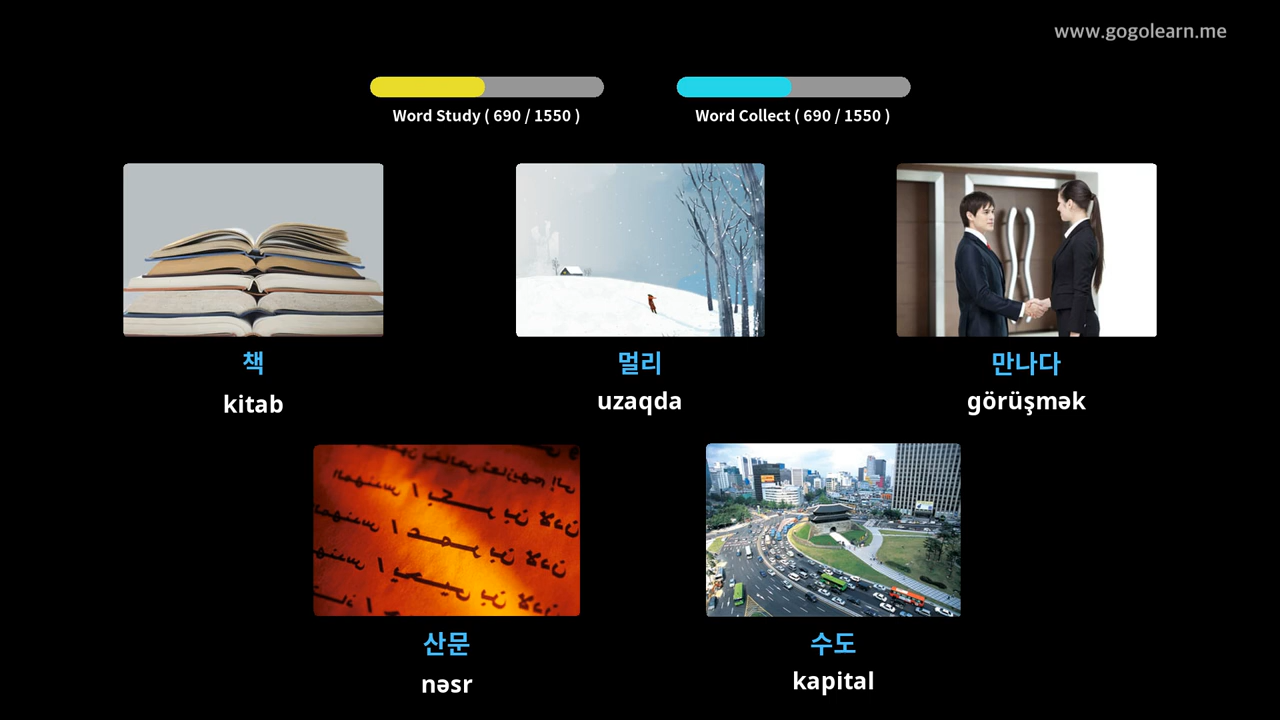 www.gogolearn.me
Word Study ( 690 / 1550 )
Word Collect ( 690 / 1550 )
책
kitab
멀리
uzaqda
만나다
görüşmək
산문
nəsr
수도
kapital